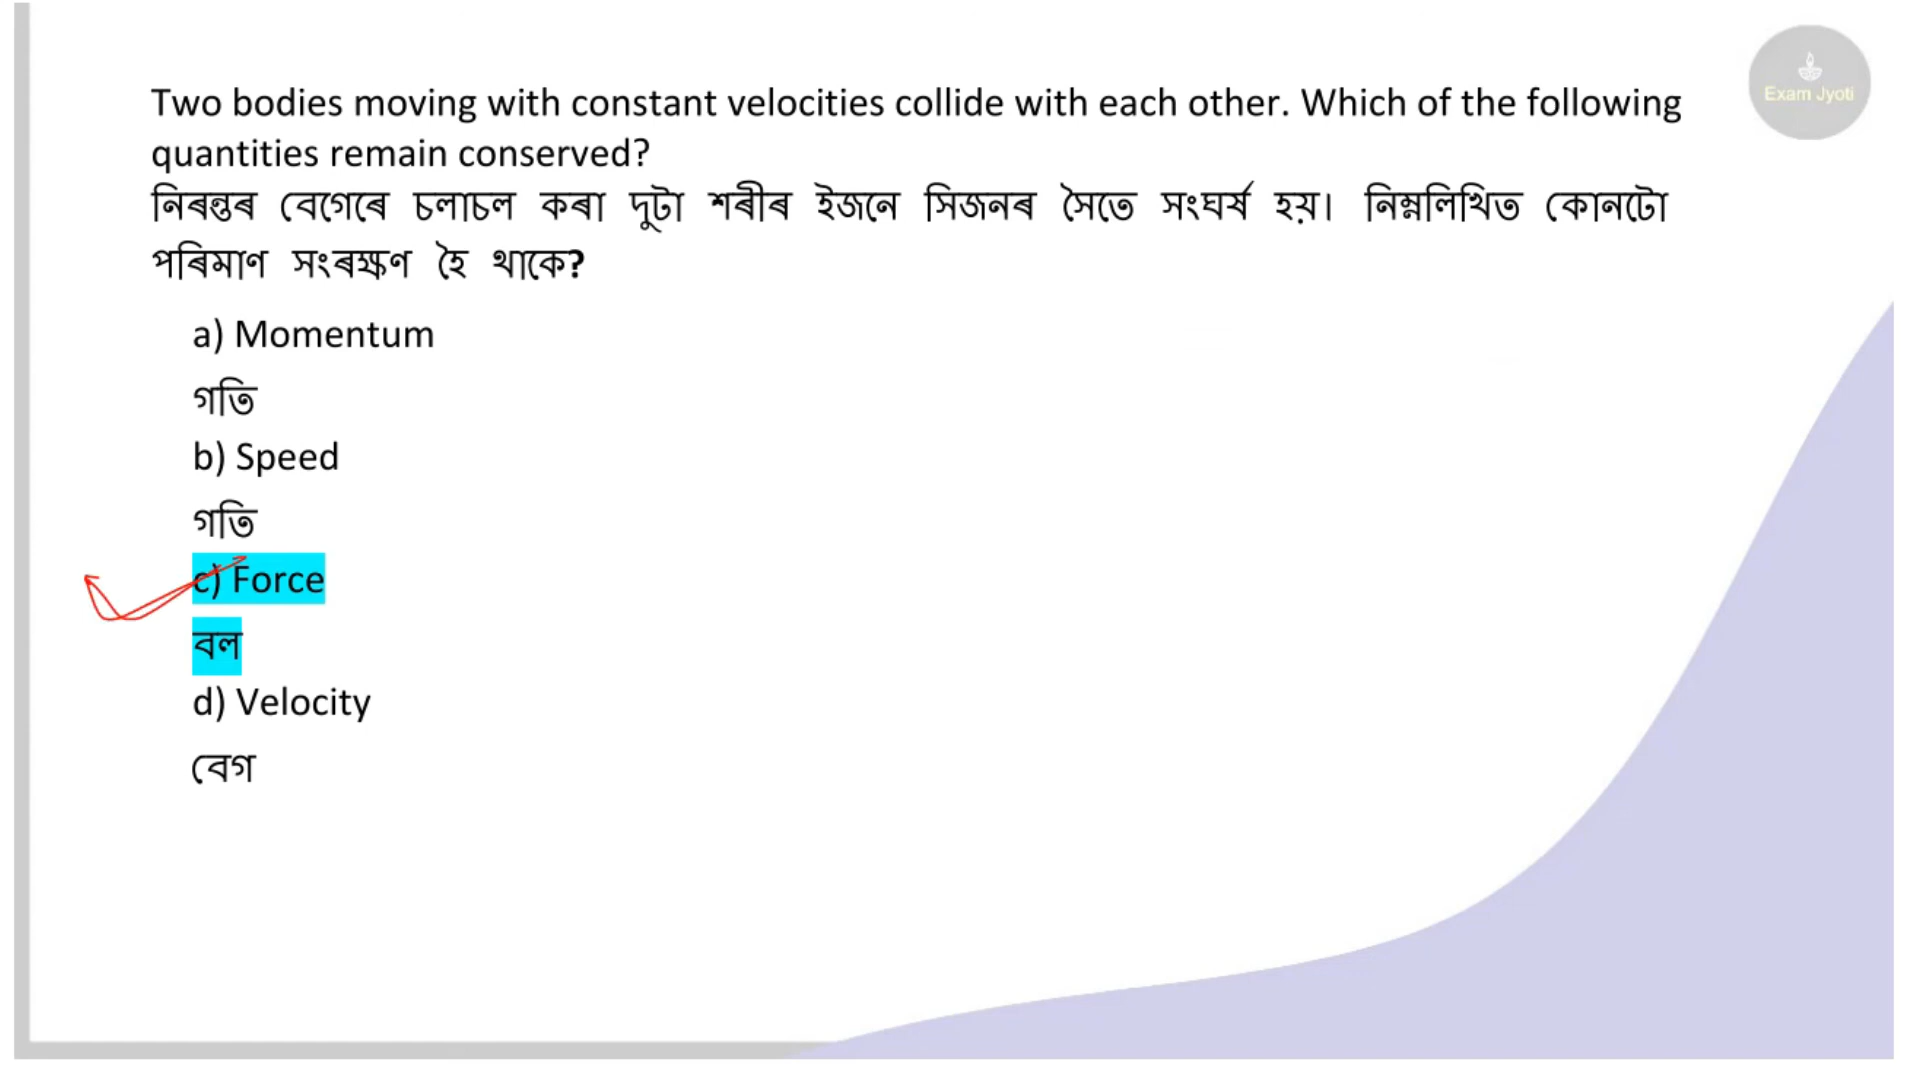 Exam Jyoti
Two bodies moving with constant velocities collide with each other. Which of the following
quantities remain conserved?
নিৰন্তৰ বেগেৰে চলাচল কৰা দুটা শৰীৰ ইজনে সিজনৰ সৈতে সংঘৰ্ষ হয়। নিম্নলিখিত কোনটো
পৰিমাণ সংৰক্ষণ হৈ থাকে?
a) Momentum
গতি
b) Speed
গতি
c) Force
বল
d) Velocity
বেগ